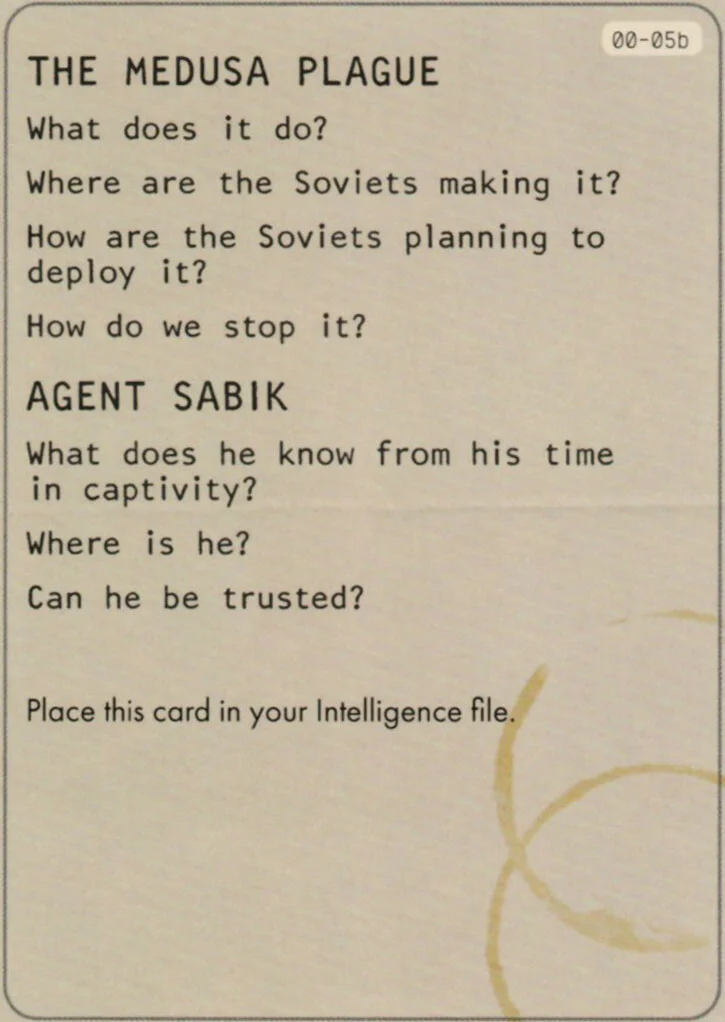 00-05b
THE MEDUSA PLAGUE
What does it do?
Where are the Soviets making it?
How are the Soviets planning to
deploy it?
How do we stop it?
AGENT SABIK
What does he know from his time
in captivity?
Where is he?
Can he be trusted?
Place this card in your Intelligence file.